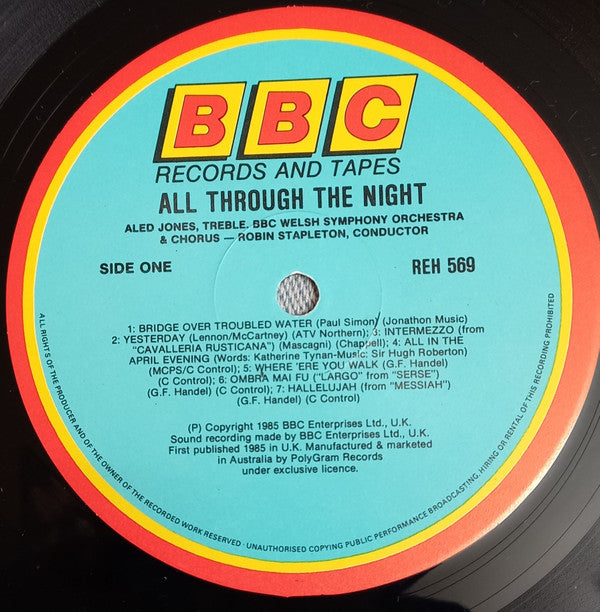 BBC
RECORDS AND TAPES
ALL THROUGH THE NIGHT
ALED JONES, TREBLE. BBC WELSH SYMPHONY ORCHESTRA
& CHORUS — ROBIN STAPLETON, CONDUCTOR
SIDE ONE
REH 569
1: BRIDGE OVER TROUBLED WATER (Paul Simon) (Jonathon Music)
2: YESTERDAY (Lennon/McCartney) (ATV Northern); 3: INTERMEZZO (from
"CAVALLERIA RUSTICANA") (Mascagni) (Chappell); 4: ALL IN THE
APRIL EVENING (Words: Katherine Tynan-Music: Sir Hugh Roberton)
(MCPS/C Control); 5: WHERE 'ERE YOU WALK (G.F. Handel)
(C Control); 6: OMBRA MAI FU ("LARGO" from "SERSE")
(G.F. Handel) (C Control); 7: HALLELUJAH (from "MESSIAH")
(G.F. Handel) (C Control)
(P) Copyright 1985 BBC Enterprises Ltd., U.K.
Sound recording made by BBC Enterprises Ltd., U.K.
First published 1985 in U.K. Manufactured & marketed
in Australia by PolyGram Records
under exclusive licence.
ALL RIGHTS OF THE PRODUCER AND OF THE OWNER OF THE RECORDED WORK RESERVED · UNAUTHORISED COPYING PUBLIC PERFORMANCE BROADCASTING, HIRING OR RENTAL OF THIS RECORDING PROHIBITED